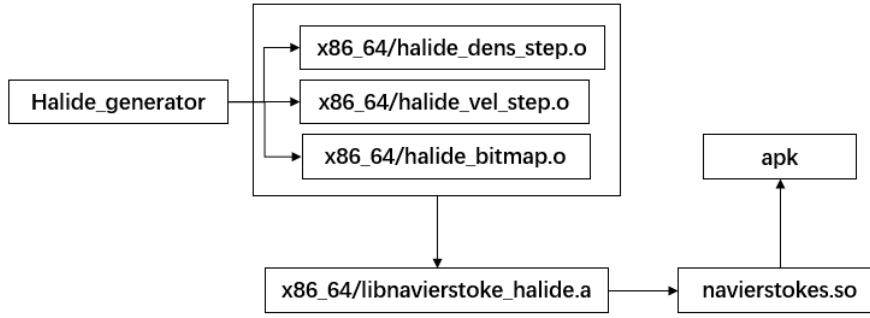 x86_64/halide_dens_step.o
Halide_generator
x86_64/halide_vel_step.o
x86_64/halide_bitmap.o
apk
x86_64/libnavierstoke_halide.a
navierstokes.so